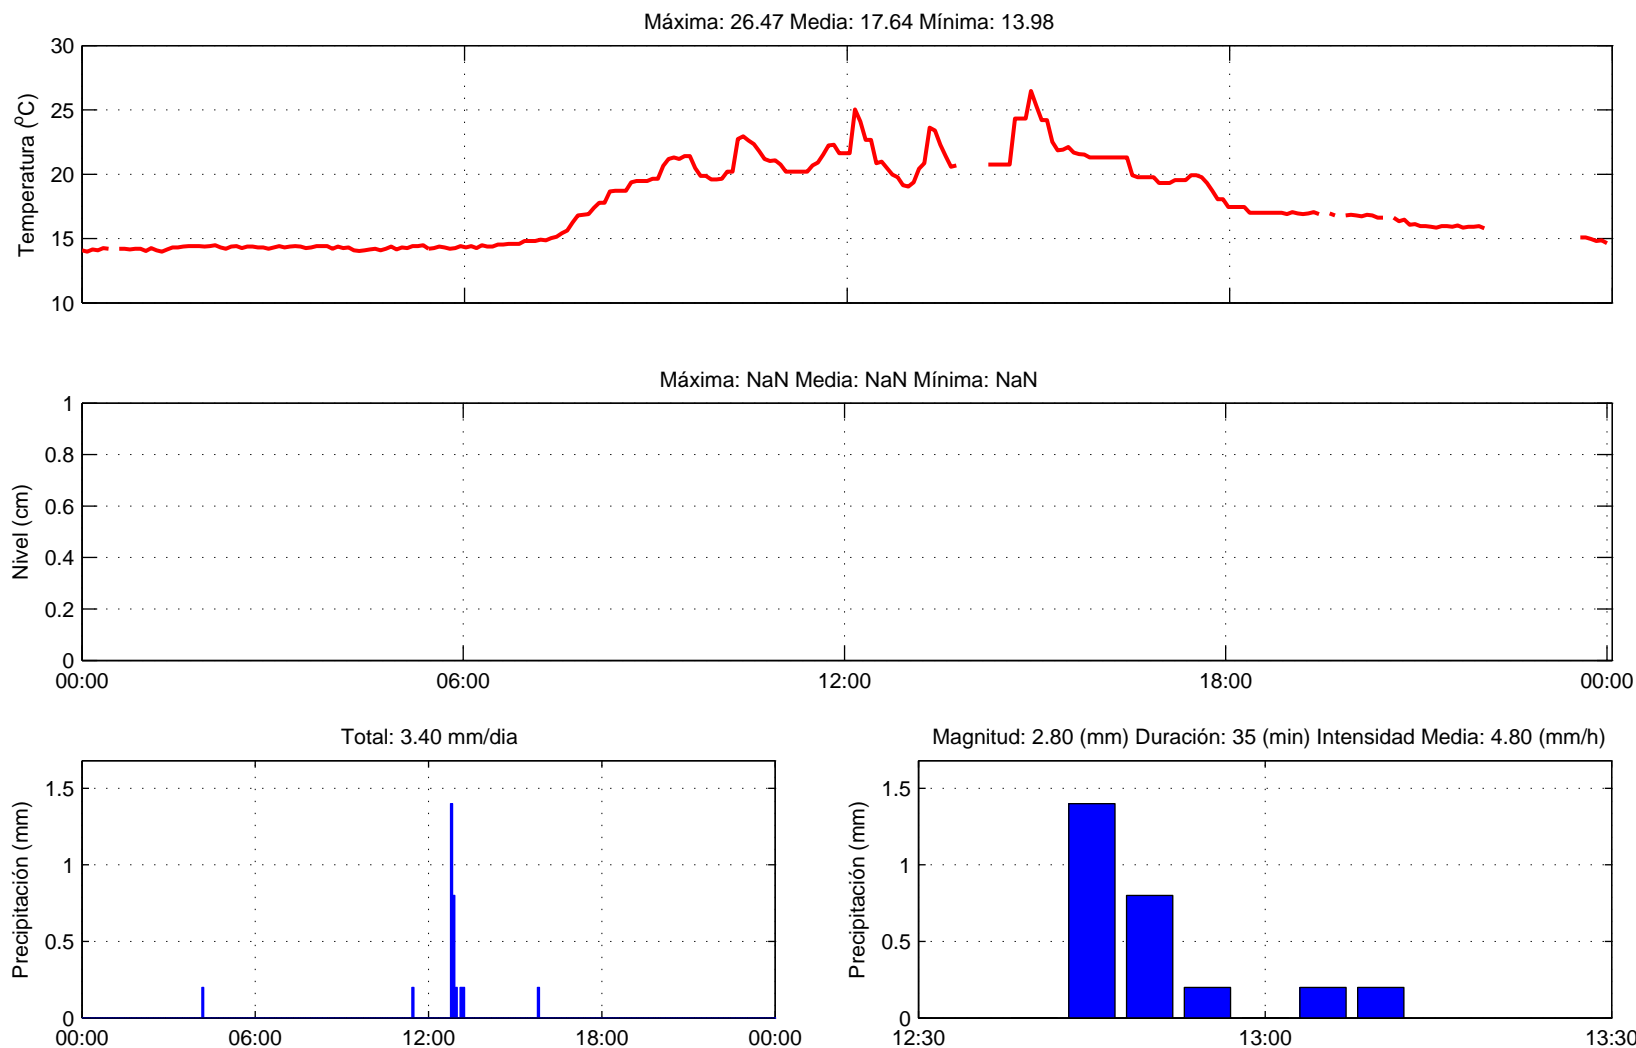 Máxima: 26.47 Media: 17.64 Mínima: 13.98
Temperatura (ºC)
30
25
20
15
10
Máxima: NaN Media: NaN Mínima: NaN
Nivel (cm)
1
0.8
0.6
0.4
0.2
0
00:00 06:00 12:00 18:00 00:00
Total: 3.40 mm/dia
Precipitación (mm)
1.5
1
0.5
0
00:00 06:00 12:00 18:00 00:00
Magnitud: 2.80 (mm) Duración: 35 (min) Intensidad Media: 4.80 (mm/h)
Precipitación (mm)
1.5
1
0.5
0
12:30 13:00 13:30